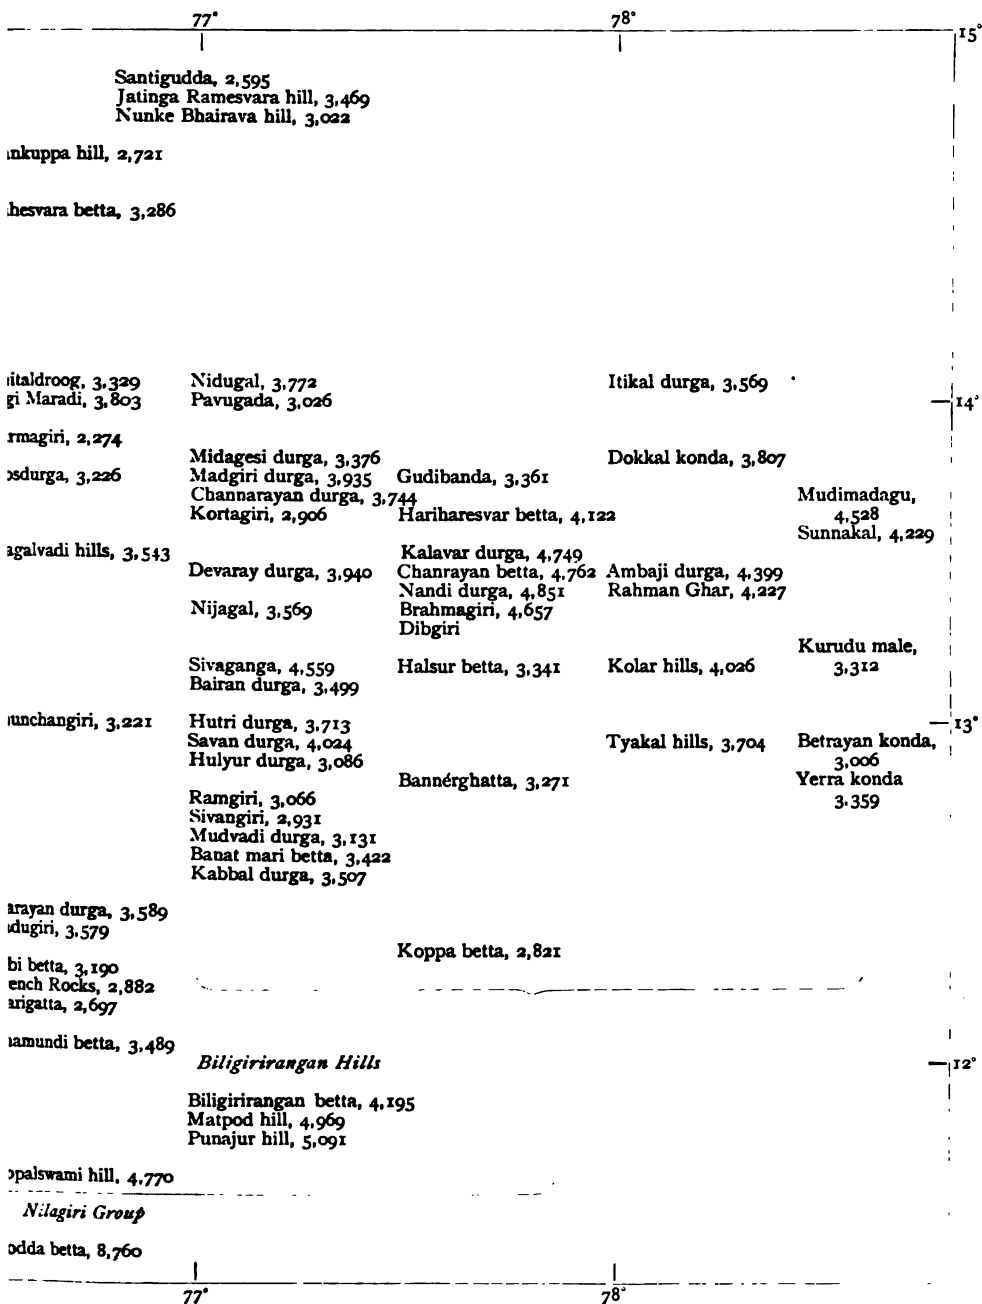 77° 78°
15°
Santigudda, 2,595
Jatinga Ramesvara hill, 3,469
Nunke Bhairava hill, 3,022
nkuppa hill, 2,721
hesvara betta, 3,286
italdroog, 3,329 Nidugal, 3,772 Itikal durga, 3,569
gi Maradi, 3,803 Pavugada, 3,026 14°
rmagiri, 2,274
Midagesi durga, 3,376 Dokkal konda, 3,807
osdurga, 3,226 Madgiri durga, 3,935 Gudibanda, 3,361
Channarayan durga, 3,744 Mudimadagu,
Kortagiri, 2,906 Hariharesvar betta, 4,122 4,528
Sunnakal, 4,229
agalvadi hills, 3,543 Kalavar durga, 4,749
Devaray durga, 3,940 Chanrayan betta, 4,762 Ambaji durga, 4,399
Nandi durga, 4,851 Rahman Ghar, 4,227
Nijagal, 3,569 Brahmagiri, 4,657
Dibgiri
Kurudu male,
Sivaganga, 4,559 Halsur betta, 3,341 Kolar hills, 4,026 3,312
Bairan durga, 3,499
unchangiri, 3,221 Hutri durga, 3,713 13°
Savan durga, 4,024 Tyakal hills, 3,704 Betrayan konda,
Hulyur durga, 3,086 3,006
Bannérghatta, 3,271 Yerra konda
Ramgiri, 3,066 3.359
Sivangiri, 2,931
Mudvadi durga, 3,131
Banat mari betta, 3,422
Kabbal durga, 3,507
arayan durga, 3,589
dugiri, 3,579
Koppa betta, 2,821
bi betta, 3,190
ench Rocks, 2,882
arigatta, 2,697
amundi betta, 3,489
Biligirirangan Hills 12°
Biligirirangan betta, 4,195
Matpod hill, 4,969
Punajur hill, 5,091
opalswami hill, 4,770
Nilagiri Group
odda betta, 8,760
77° 78°